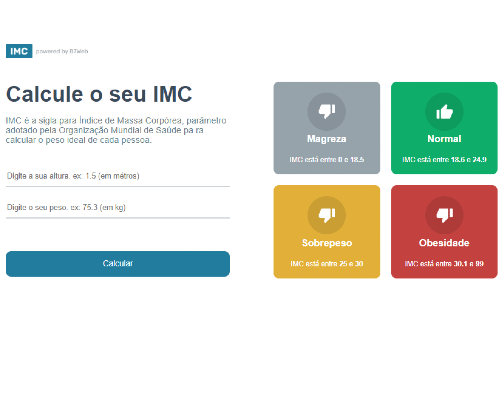 IMC powered by B7Web
Calcule o seu IMC
IMC é a sigla para Índice de Massa Corpórea, parâmetro
adotado pela Organização Mundial de Saúde pa ra
calcular o peso ideal de cada pessoa.
Digite a sua altura. ex: 1.5 (em métros)
Digite o seu peso. ex: 75.3 (em kg)
Calcular
Magreza
IMC está entre 0 e 18.5
Normal
IMC está entre 18.6 e 24.9
Sobrepeso
IMC está entre 25 e 30
Obesidade
IMC está entre 30.1 e 99